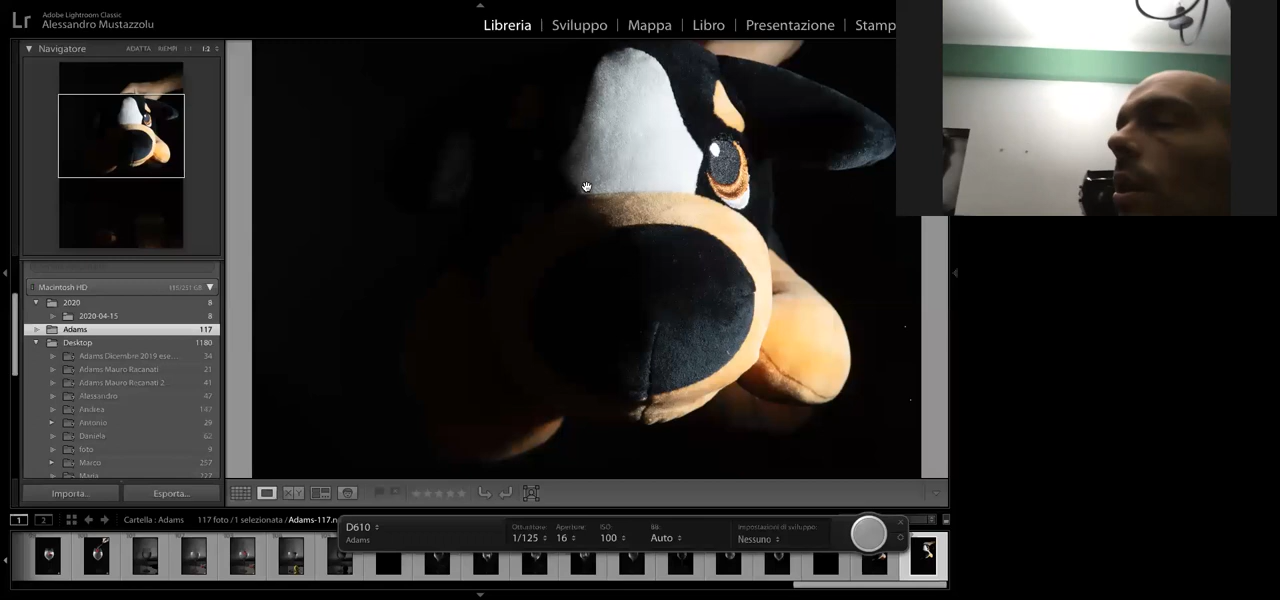 Lr
Adobe Lightroom Classic
Alessandro Mustazzolu
Libreria | Sviluppo | Mappa | Libro | Presentazione | Stamp
Navigatore
ADATTA RIEMPI 1:1 1:2
Macintosh HD
2020 8
2020-04-15 8
Adams 117
Desktop 1180
Adams Dicembre 2019 ese...
34
Adams Mauro Racanati 21
Adams Mauro Racanati 2 41
Alessandro 47
Andrea 147
Antonio 29
Daniela 62
foto 9
Marco 257
Maria
Importa... Esporta...
XY
1 2 Cartella : Adams 117 foto /1 selezionata /Adams-117.n
D610
Adams
Otturatore: 1/125
Apertura: 16
ISO: 100
Bil: Auto
Impostazioni di sviluppo: Nessuno